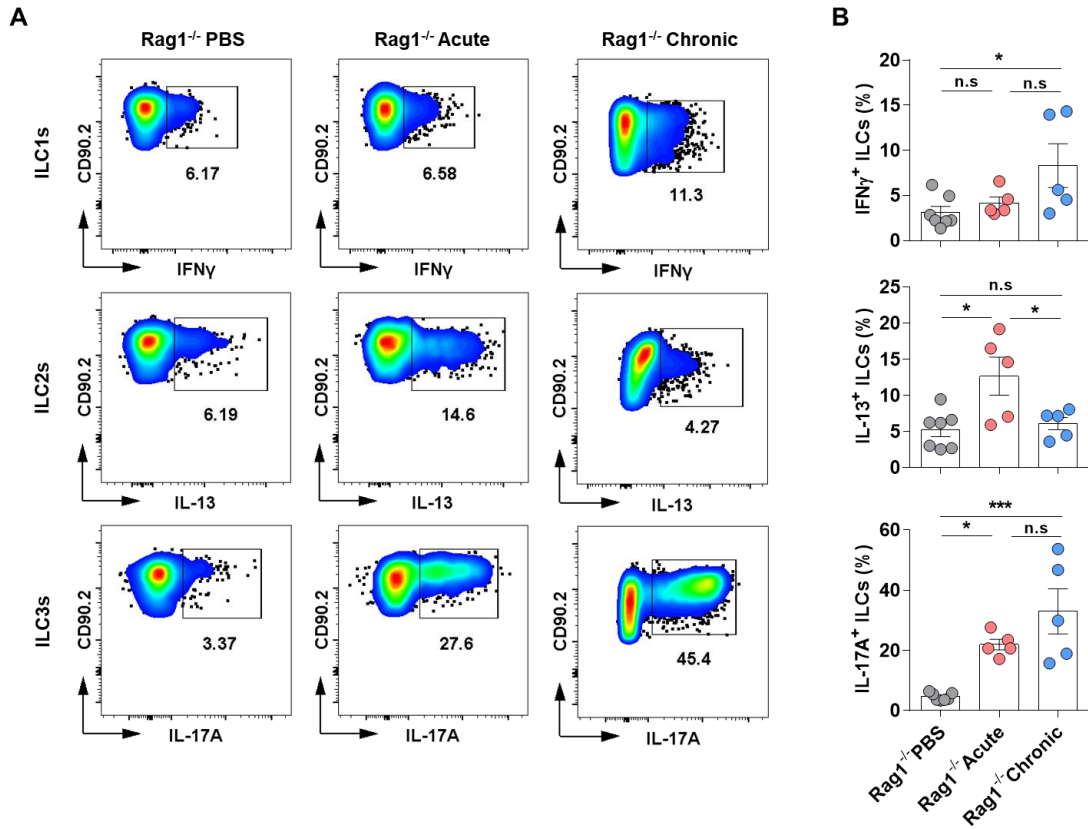 A
B
Rag1⁻/⁻ PBS
Rag1⁻/⁻ Acute
Rag1⁻/⁻ Chronic
ILC1s
CD90.2
6.17
IFNγ
CD90.2
6.58
IFNγ
CD90.2
11.3
IFNγ
ILC2s
CD90.2
6.19
IL-13
CD90.2
14.6
IL-13
CD90.2
4.27
IL-13
ILC3s
CD90.2
3.37
IL-17A
CD90.2
27.6
IL-17A
CD90.2
45.4
IL-17A
IFNγ⁺ ILCs (%)
20
15
10
5
0
*
n.s
n.s
IL-13⁺ ILCs (%)
25
20
15
10
5
0
n.s
*
*
IL-17A⁺ ILCs (%)
60
40
20
0
***
*
n.s
Rag1⁻/⁻PBS
Rag1⁻/⁻Acute
Rag1⁻/⁻Chronic